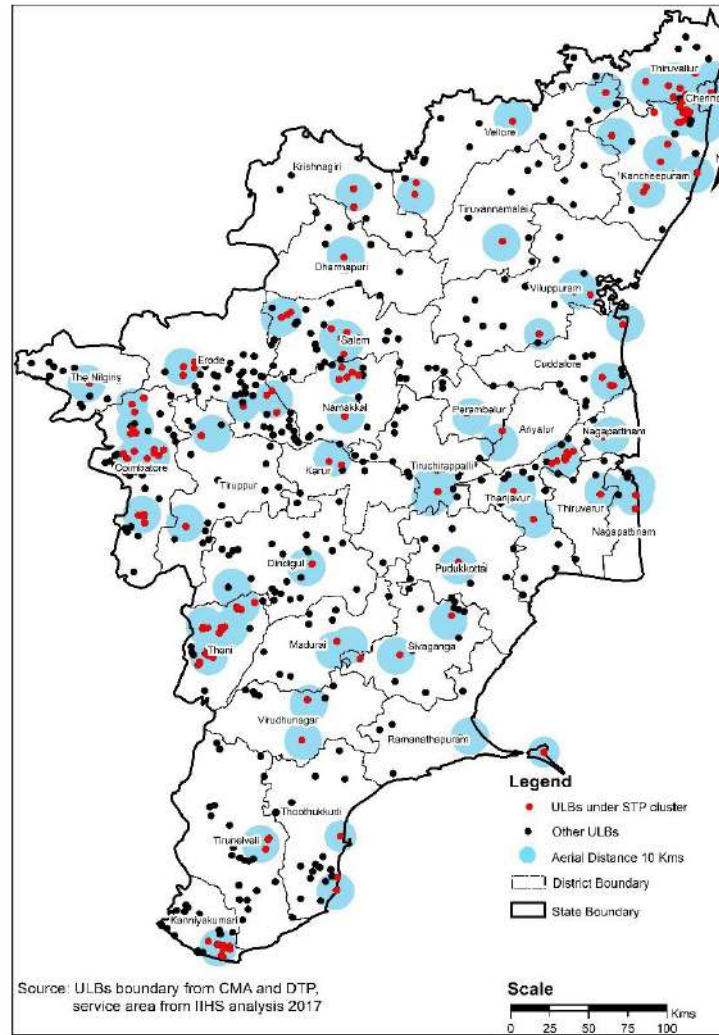 Thiruvallur
Chenna
Vellore
Kancheepuram
Krishnagiri
Tiruvannamalai
Dharmapuri
Viluppuram
Salem
Erode
The Nilgiris
Cuddalore
Namakkal
Perambalur
Ariyalur
Nagapattinam
Coimbatore
Karur
Tiruchirappalli
Tiruppur
Thanjavur
Thiruvarur
Nagapattinam
Dindigul
Pudukkottai
Theni
Madurai
Sivaganga
Virudhunagar
Ramanathapuram
Legend
ULBs under STP cluster
Other ULBs
Aerial Distance 10 Kms
District Boundary
State Boundary
Thoothukkudi
Tirunelvali
Kanniyakumari
Source: ULBs boundary from CMA and DTP,
service area from IIHS analysis 2017
Scale
Kms
0 25 50 100